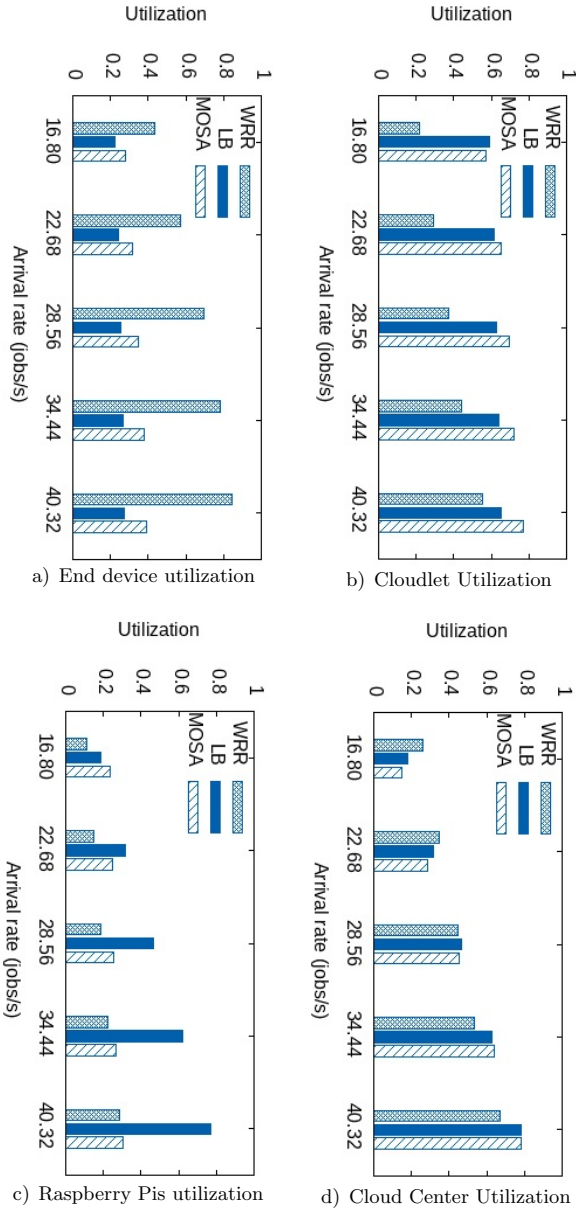 Utilization
0 0.2 0.4 0.6 0.8 1
WRR
LB
MOSA
16.80 22.68 28.56 34.44 40.32
Arrival rate (jobs/s)
a) End device utilization
Utilization
0 0.2 0.4 0.6 0.8 1
WRR
LB
MOSA
16.80 22.68 28.56 34.44 40.32
Arrival rate (jobs/s)
b) Cloudlet Utilization
Utilization
0 0.2 0.4 0.6 0.8 1
WRR
LB
MOSA
16.80 22.68 28.56 34.44 40.32
Arrival rate (jobs/s)
c) Raspberry Pis utilization
Utilization
0 0.2 0.4 0.6 0.8 1
WRR
LB
MOSA
16.80 22.68 28.56 34.44 40.32
Arrival rate (jobs/s)
d) Cloud Center Utilization